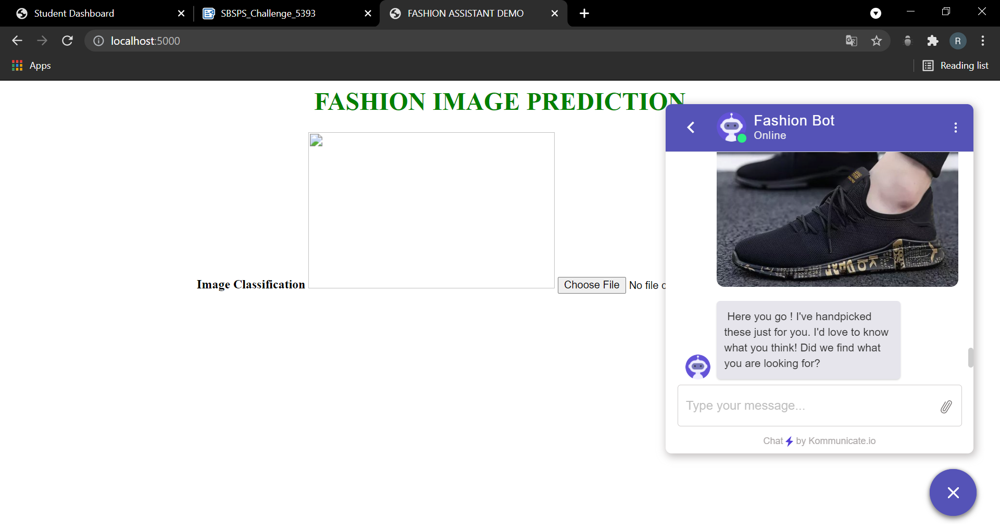 Student Dashboard
SBSPS_Challenge_5393
FASHION ASSISTANT DEMO
localhost:5000
R
Apps
Reading list
FASHION IMAGE PREDICTION
Fashion Bot
Online
Image Classification
Choose File
No file
Here you go ! I've handpicked
these just for you. I'd love to know
what you think! Did we find what
you are looking for?
Type your message...
Chat by Kommunicate.io